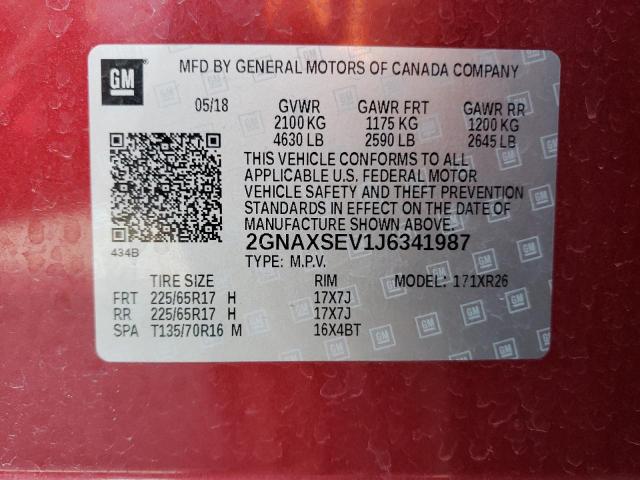 GM MFD BY GENERAL MOTORS OF CANADA COMPANY
05/18 GVWR GAWR FRT GAWR RR
2100 KG 1175 KG 1200 KG
4630 LB 2590 LB 2645 LB
THIS VEHICLE CONFORMS TO ALL
APPLICABLE U.S. FEDERAL MOTOR
VEHICLE SAFETY AND THEFT PREVENTION
STANDARDS IN EFFECT ON THE DATE OF
MANUFACTURE SHOWN ABOVE.
434B 2GNAXSEV1J6341987
TYPE: M.P.V.
TIRE SIZE RIM MODEL: 171XR26
FRT 225/65R17 H 17X7J
RR 225/65R17 H 17X7J
SPA T135/70R16 M 16X4BT